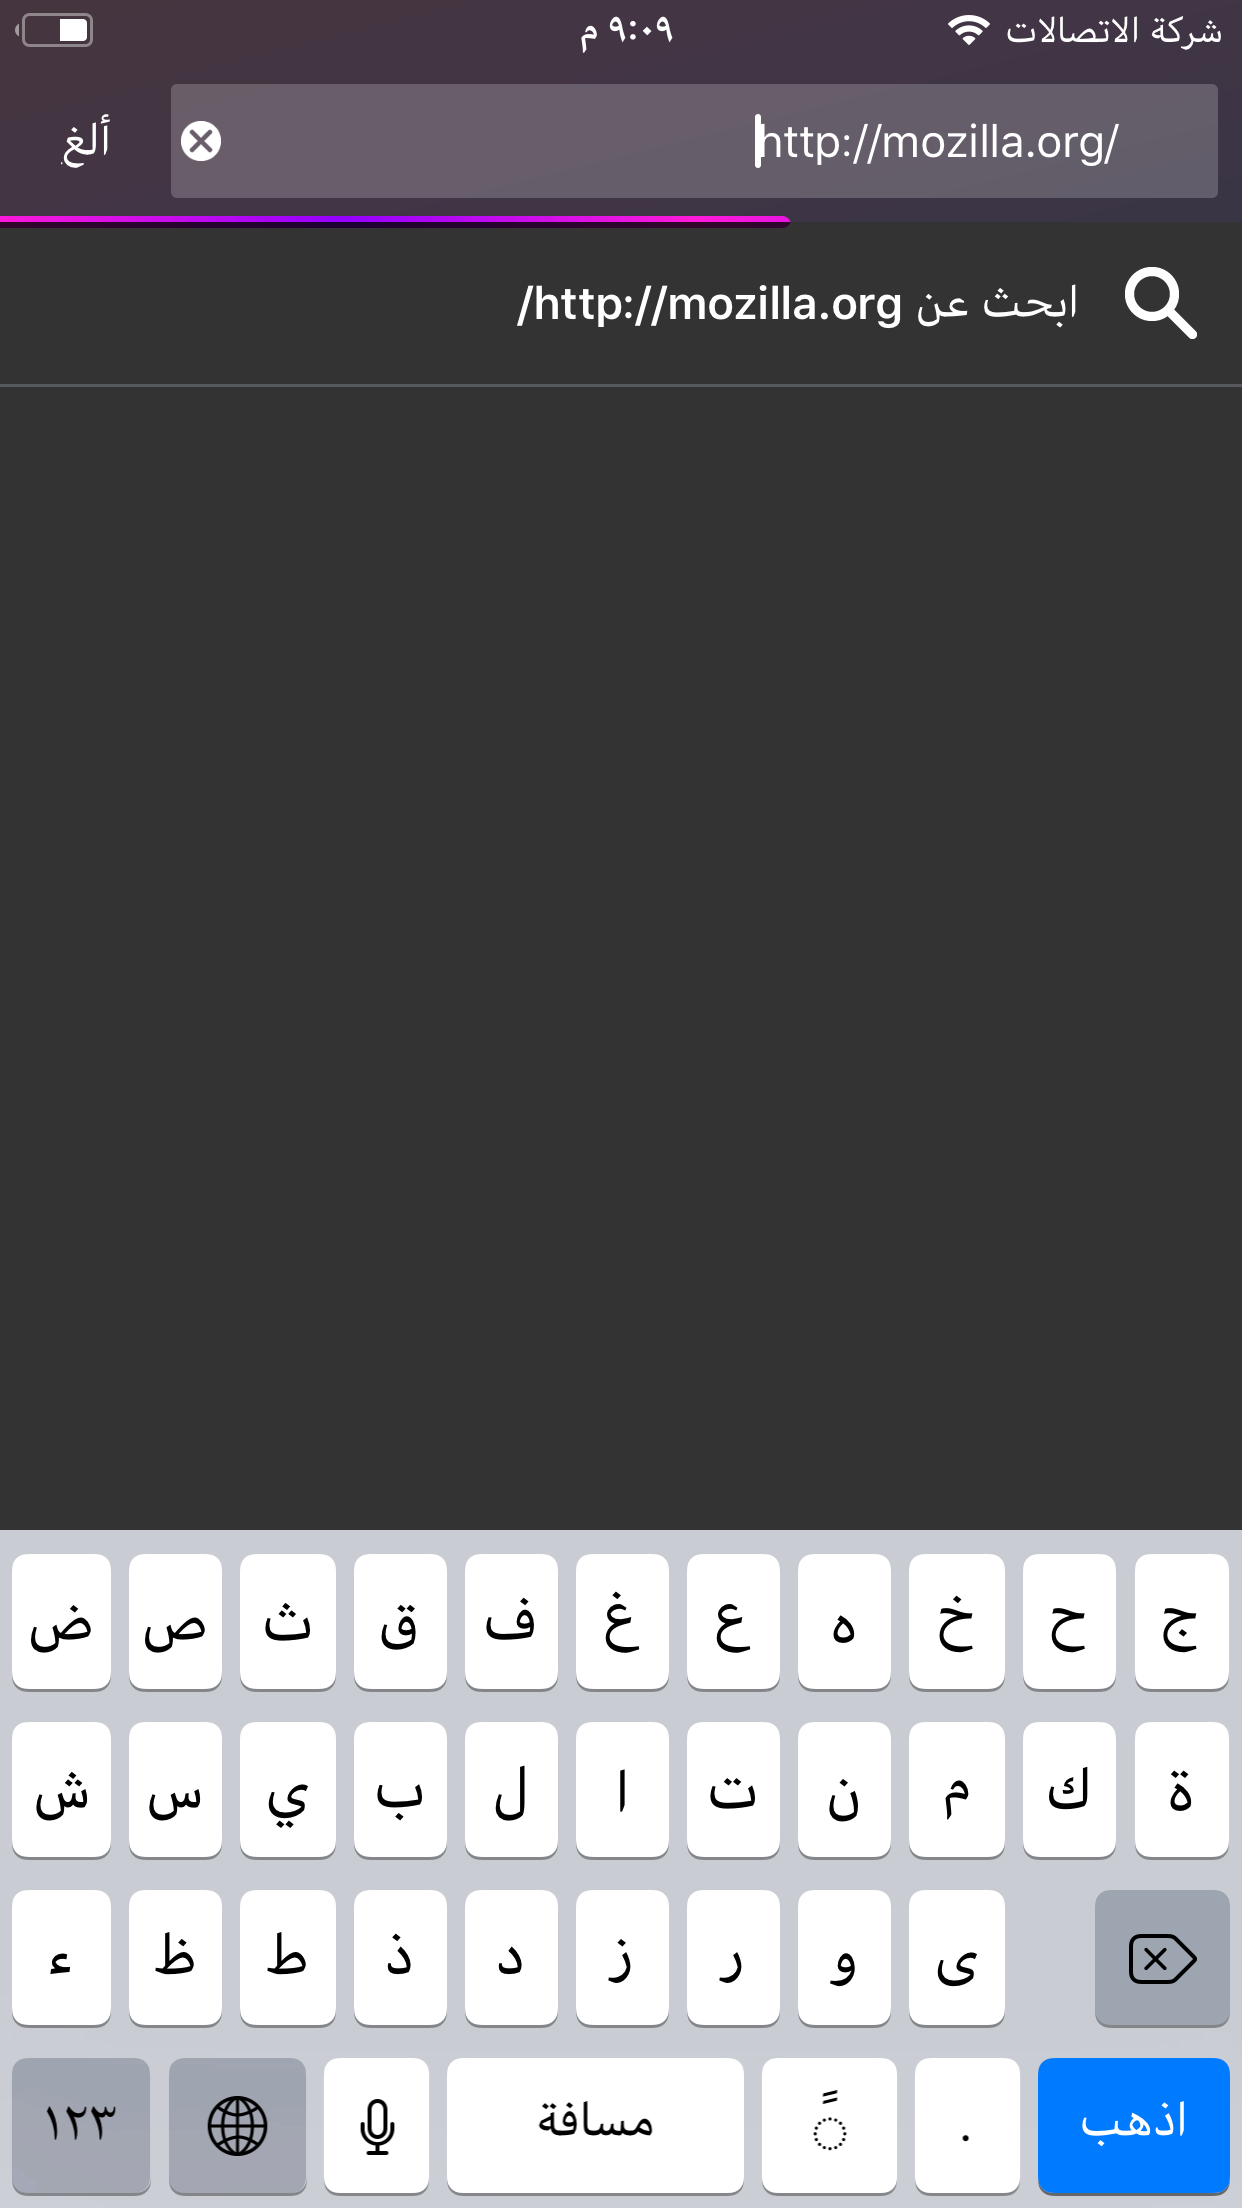 شركة الاتصالات ٩:٠٩ م
http://mozilla.org/ ألغِ
ابحث عن http://mozilla.org/
ض ص ث ق ف غ ع ه خ ح ج
ش س ي ب ل ا ت ن م ك ة
ء ظ ط ذ د ز ر و ى
١٢٣ مسافة ً . اذهب